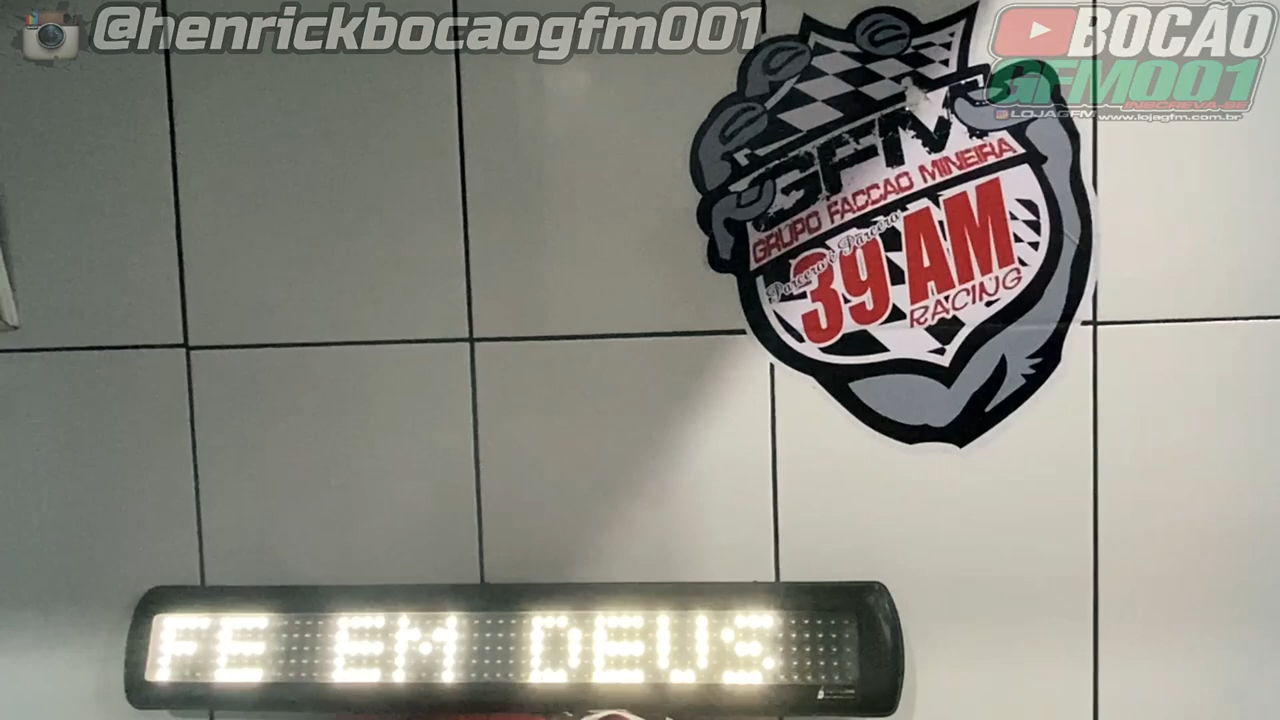 @henrickbocaogfm001
BOCÃO
GFM001
INSCREVA-SE
LOJAGFM www.lojagfm.com.br
GFM
GRUPO FACCAO MINEIRA
Parceiro é Parceiro
39 AM
RACING
FE EM DEUS